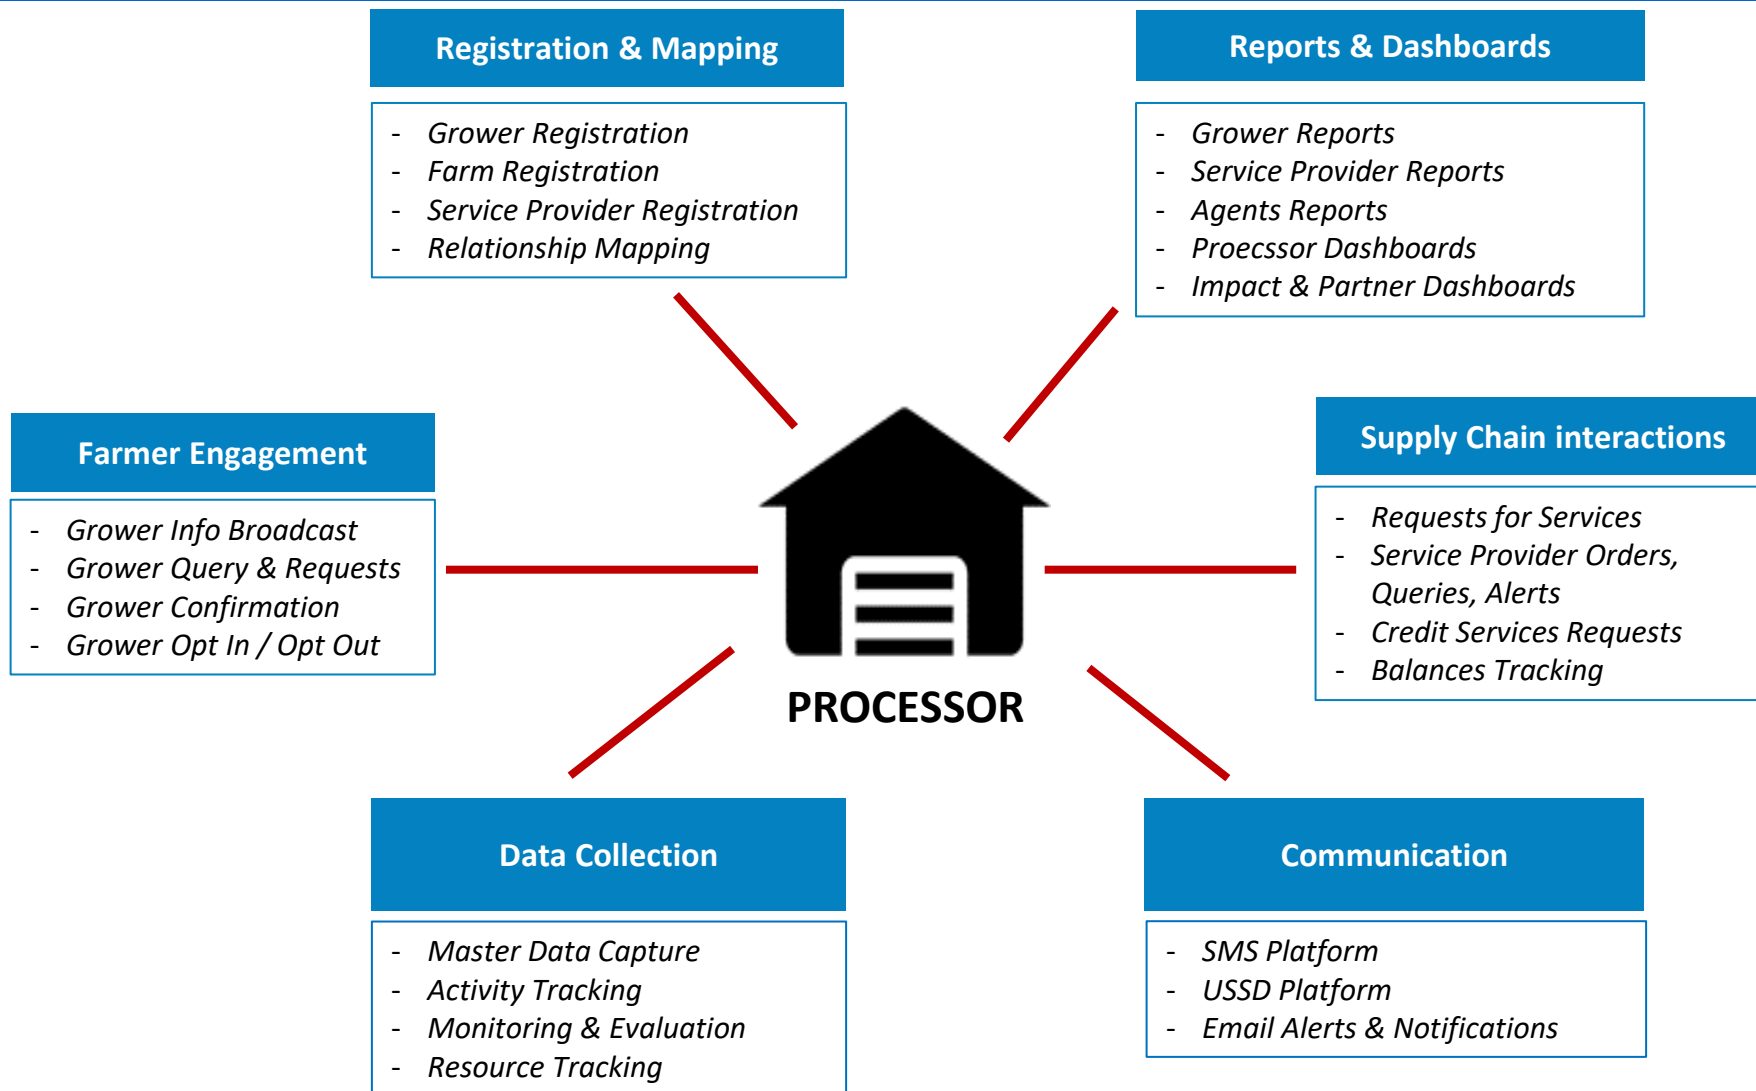 Registration & Mapping
- Grower Registration
- Farm Registration
- Service Provider Registration
- Relationship Mapping
Reports & Dashboards
- Grower Reports
- Service Provider Reports
- Agents Reports
- Proecssor Dashboards
- Impact & Partner Dashboards
Farmer Engagement
- Grower Info Broadcast
- Grower Query & Requests
- Grower Confirmation
- Grower Opt In / Opt Out
PROCESSOR
Supply Chain interactions
- Requests for Services
- Service Provider Orders,
Queries, Alerts
- Credit Services Requests
- Balances Tracking
Data Collection
- Master Data Capture
- Activity Tracking
- Monitoring & Evaluation
- Resource Tracking
Communication
- SMS Platform
- USSD Platform
- Email Alerts & Notifications